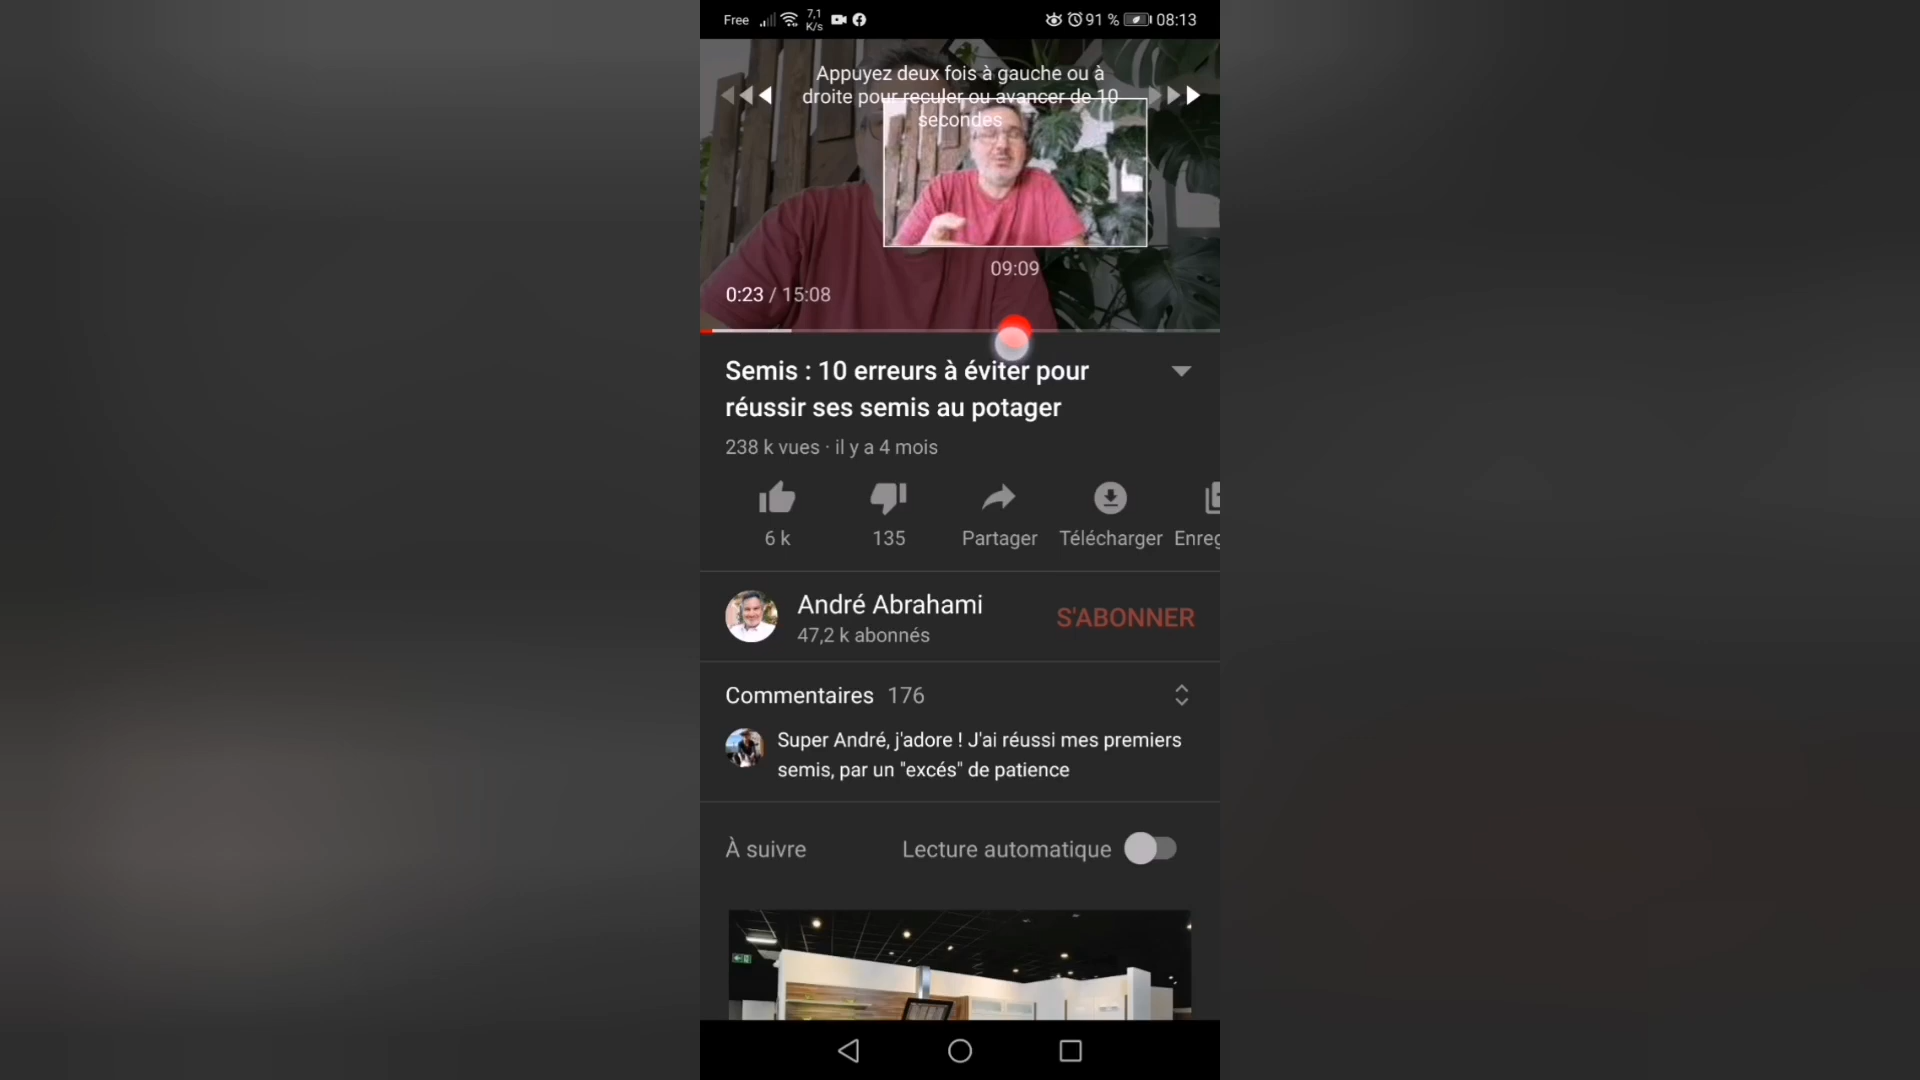 Free 7,1 K/s 91 % 08:13
Appuyez deux fois à gauche ou à
droite pour reculer ou avancer de 10
secondes
09:09
0:23 / 15:08
Semis : 10 erreurs à éviter pour
réussir ses semis au potager
238 k vues · il y a 4 mois
6 k 135 Partager Télécharger Enreg
André Abrahami
47,2 k abonnés
S'ABONNER
Commentaires 176
Super André, j'adore ! J'ai réussi mes premiers
semis, par un "excés" de patience
À suivre Lecture automatique